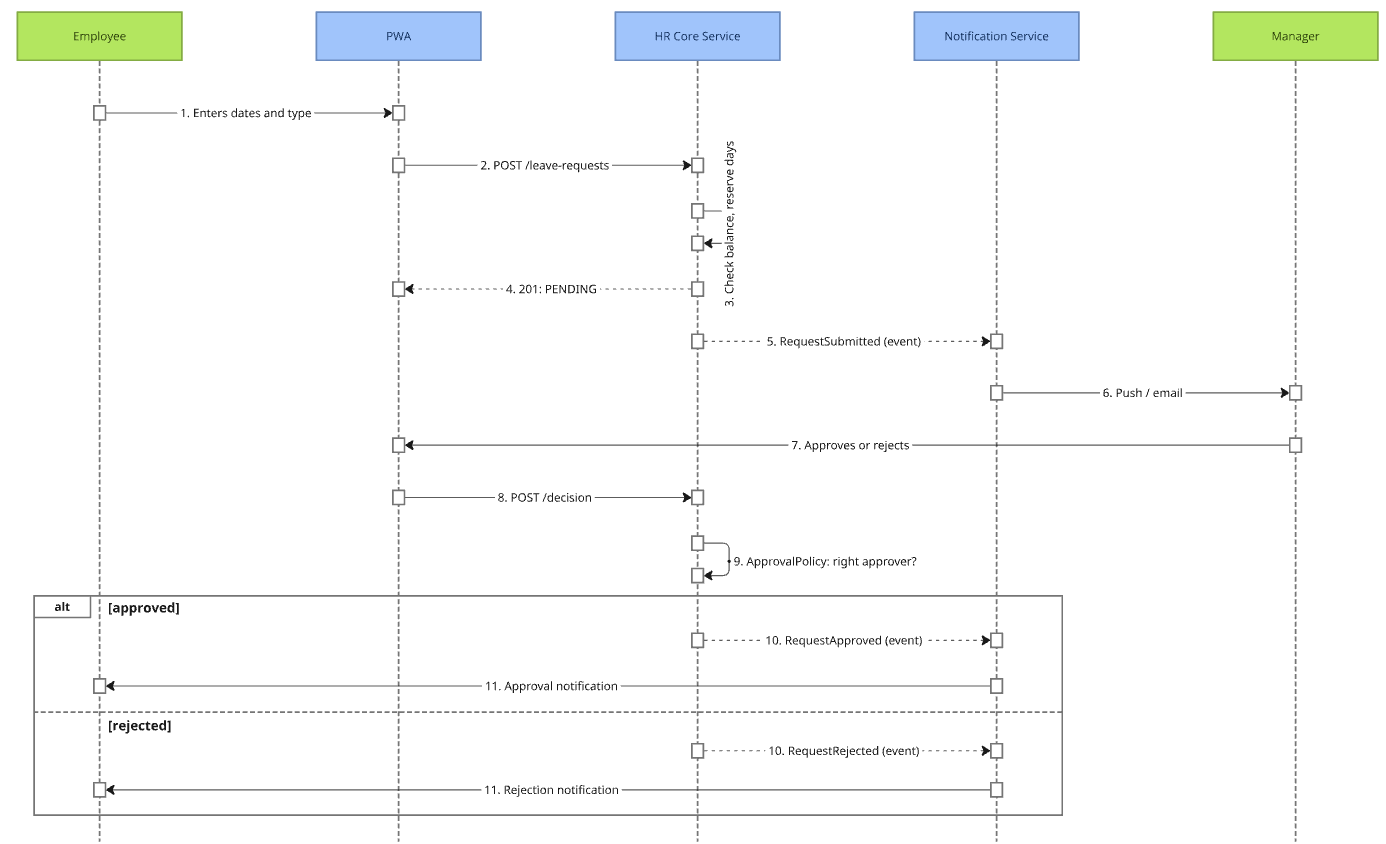 Employee
PWA
HR Core Service
Notification Service
Manager
1. Enters dates and type
2. POST /leave-requests
3. Check balance, reserve days
4. 201: PENDING
5. RequestSubmitted (event)
6. Push / email
7. Approves or rejects
8. POST /decision
9. ApprovalPolicy: right approver?
alt
[approved]
10. RequestApproved (event)
11. Approval notification
[rejected]
10. RequestRejected (event)
11. Rejection notification